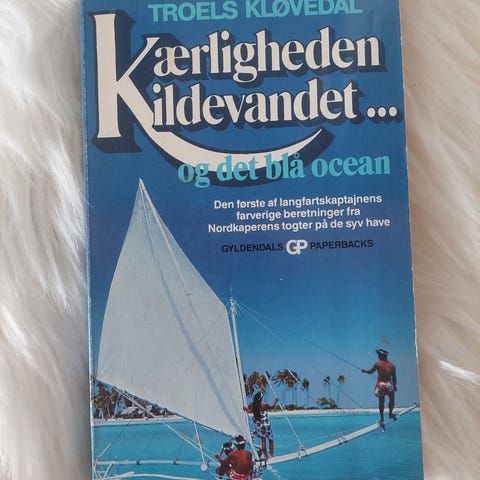 TROELS KLØVEDAL
Kærligheden
Kildevandet...
og det blå ocean
Den første af langfartskaptajnens
farverige beretninger fra
Nordkaperens togter på de syv have
GYLDENDALS GP PAPERBACKS